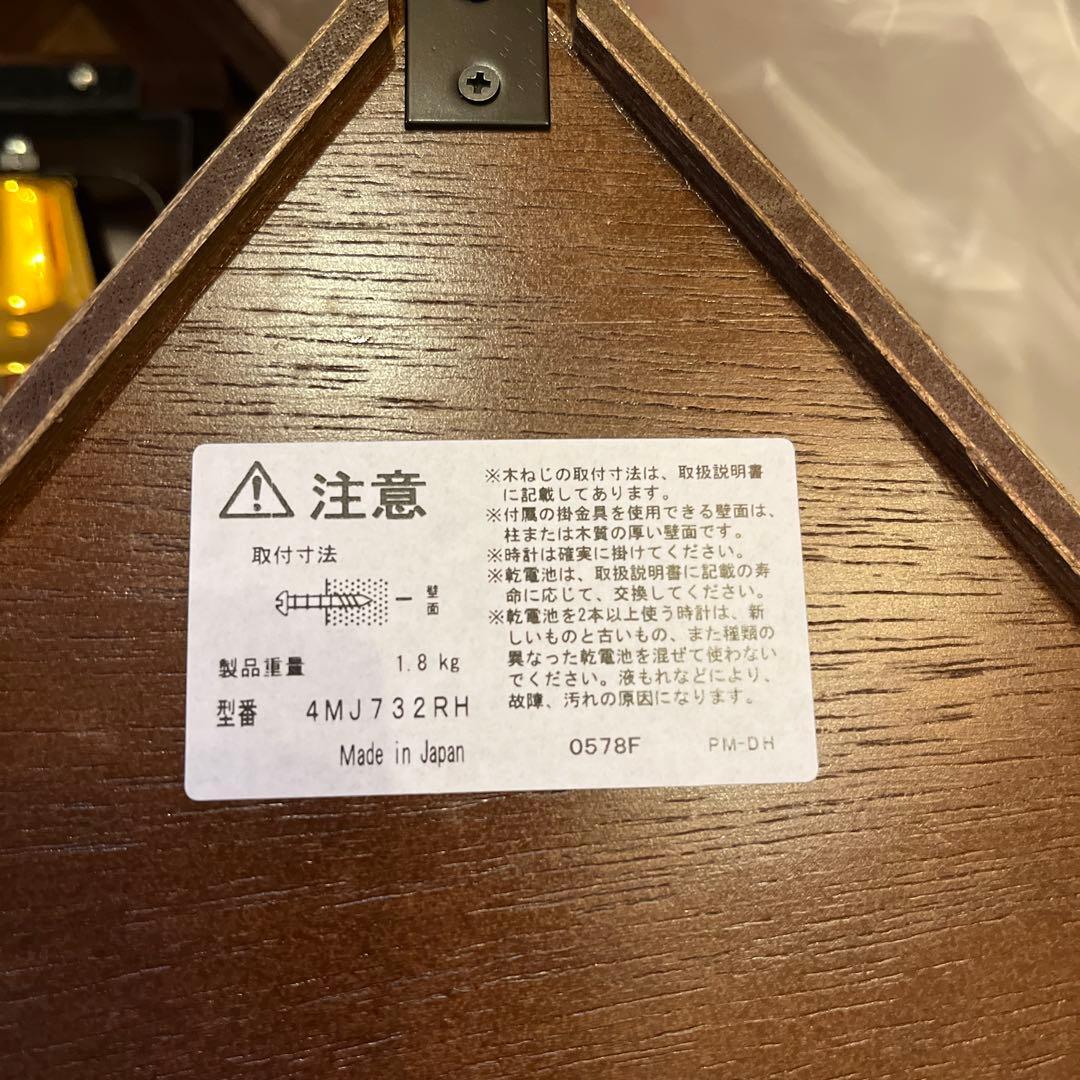 注意
取付寸法
壁面
製品重量 1.8kg
型番 4MJ732RH
Made in Japan
※木ねじの取付寸法は、取扱説明書
に記載してあります。
※付属の掛金具を使用できる壁面は、
柱または木質の厚い壁面です。
※時計は確実に掛けてください。
※乾電池は、取扱説明書に記載の寿
命に応じて、交換してください。
※乾電池を2本以上使う時計は、新
しいものと古いもの、また種類の
異なった乾電池を混ぜて使わない
でください。液もれなどにより、
故障、汚れの原因になります。
0578F PM-DH